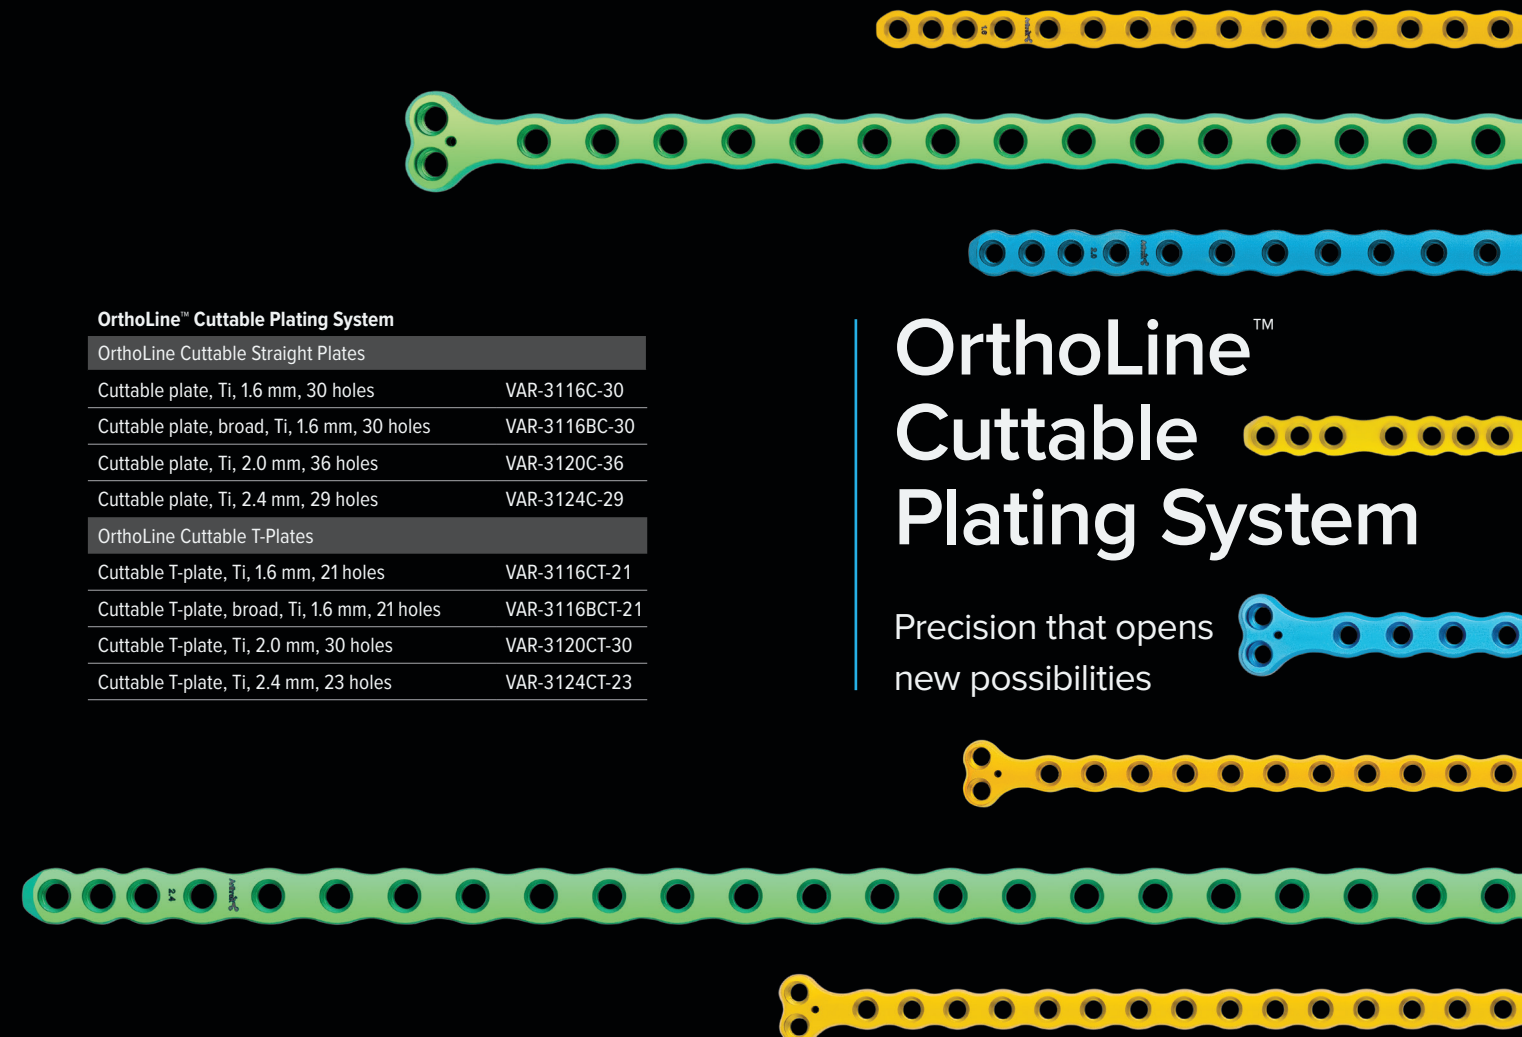 OrthoLine™ Cuttable Plating System
OrthoLine Cuttable Straight Plates
Cuttable plate, Ti, 1.6 mm, 30 holes VAR-3116C-30
Cuttable plate, broad, Ti, 1.6 mm, 30 holes VAR-3116BC-30
Cuttable plate, Ti, 2.0 mm, 36 holes VAR-3120C-36
Cuttable plate, Ti, 2.4 mm, 29 holes VAR-3124C-29
OrthoLine Cuttable T-Plates
Cuttable T-plate, Ti, 1.6 mm, 21 holes VAR-3116CT-21
Cuttable T-plate, broad, Ti, 1.6 mm, 21 holes VAR-3116BCT-21
Cuttable T-plate, Ti, 2.0 mm, 30 holes VAR-3120CT-30
Cuttable T-plate, Ti, 2.4 mm, 23 holes VAR-3124CT-23
OrthoLine™
Cuttable
Plating System
Precision that opens
new possibilities
2.4